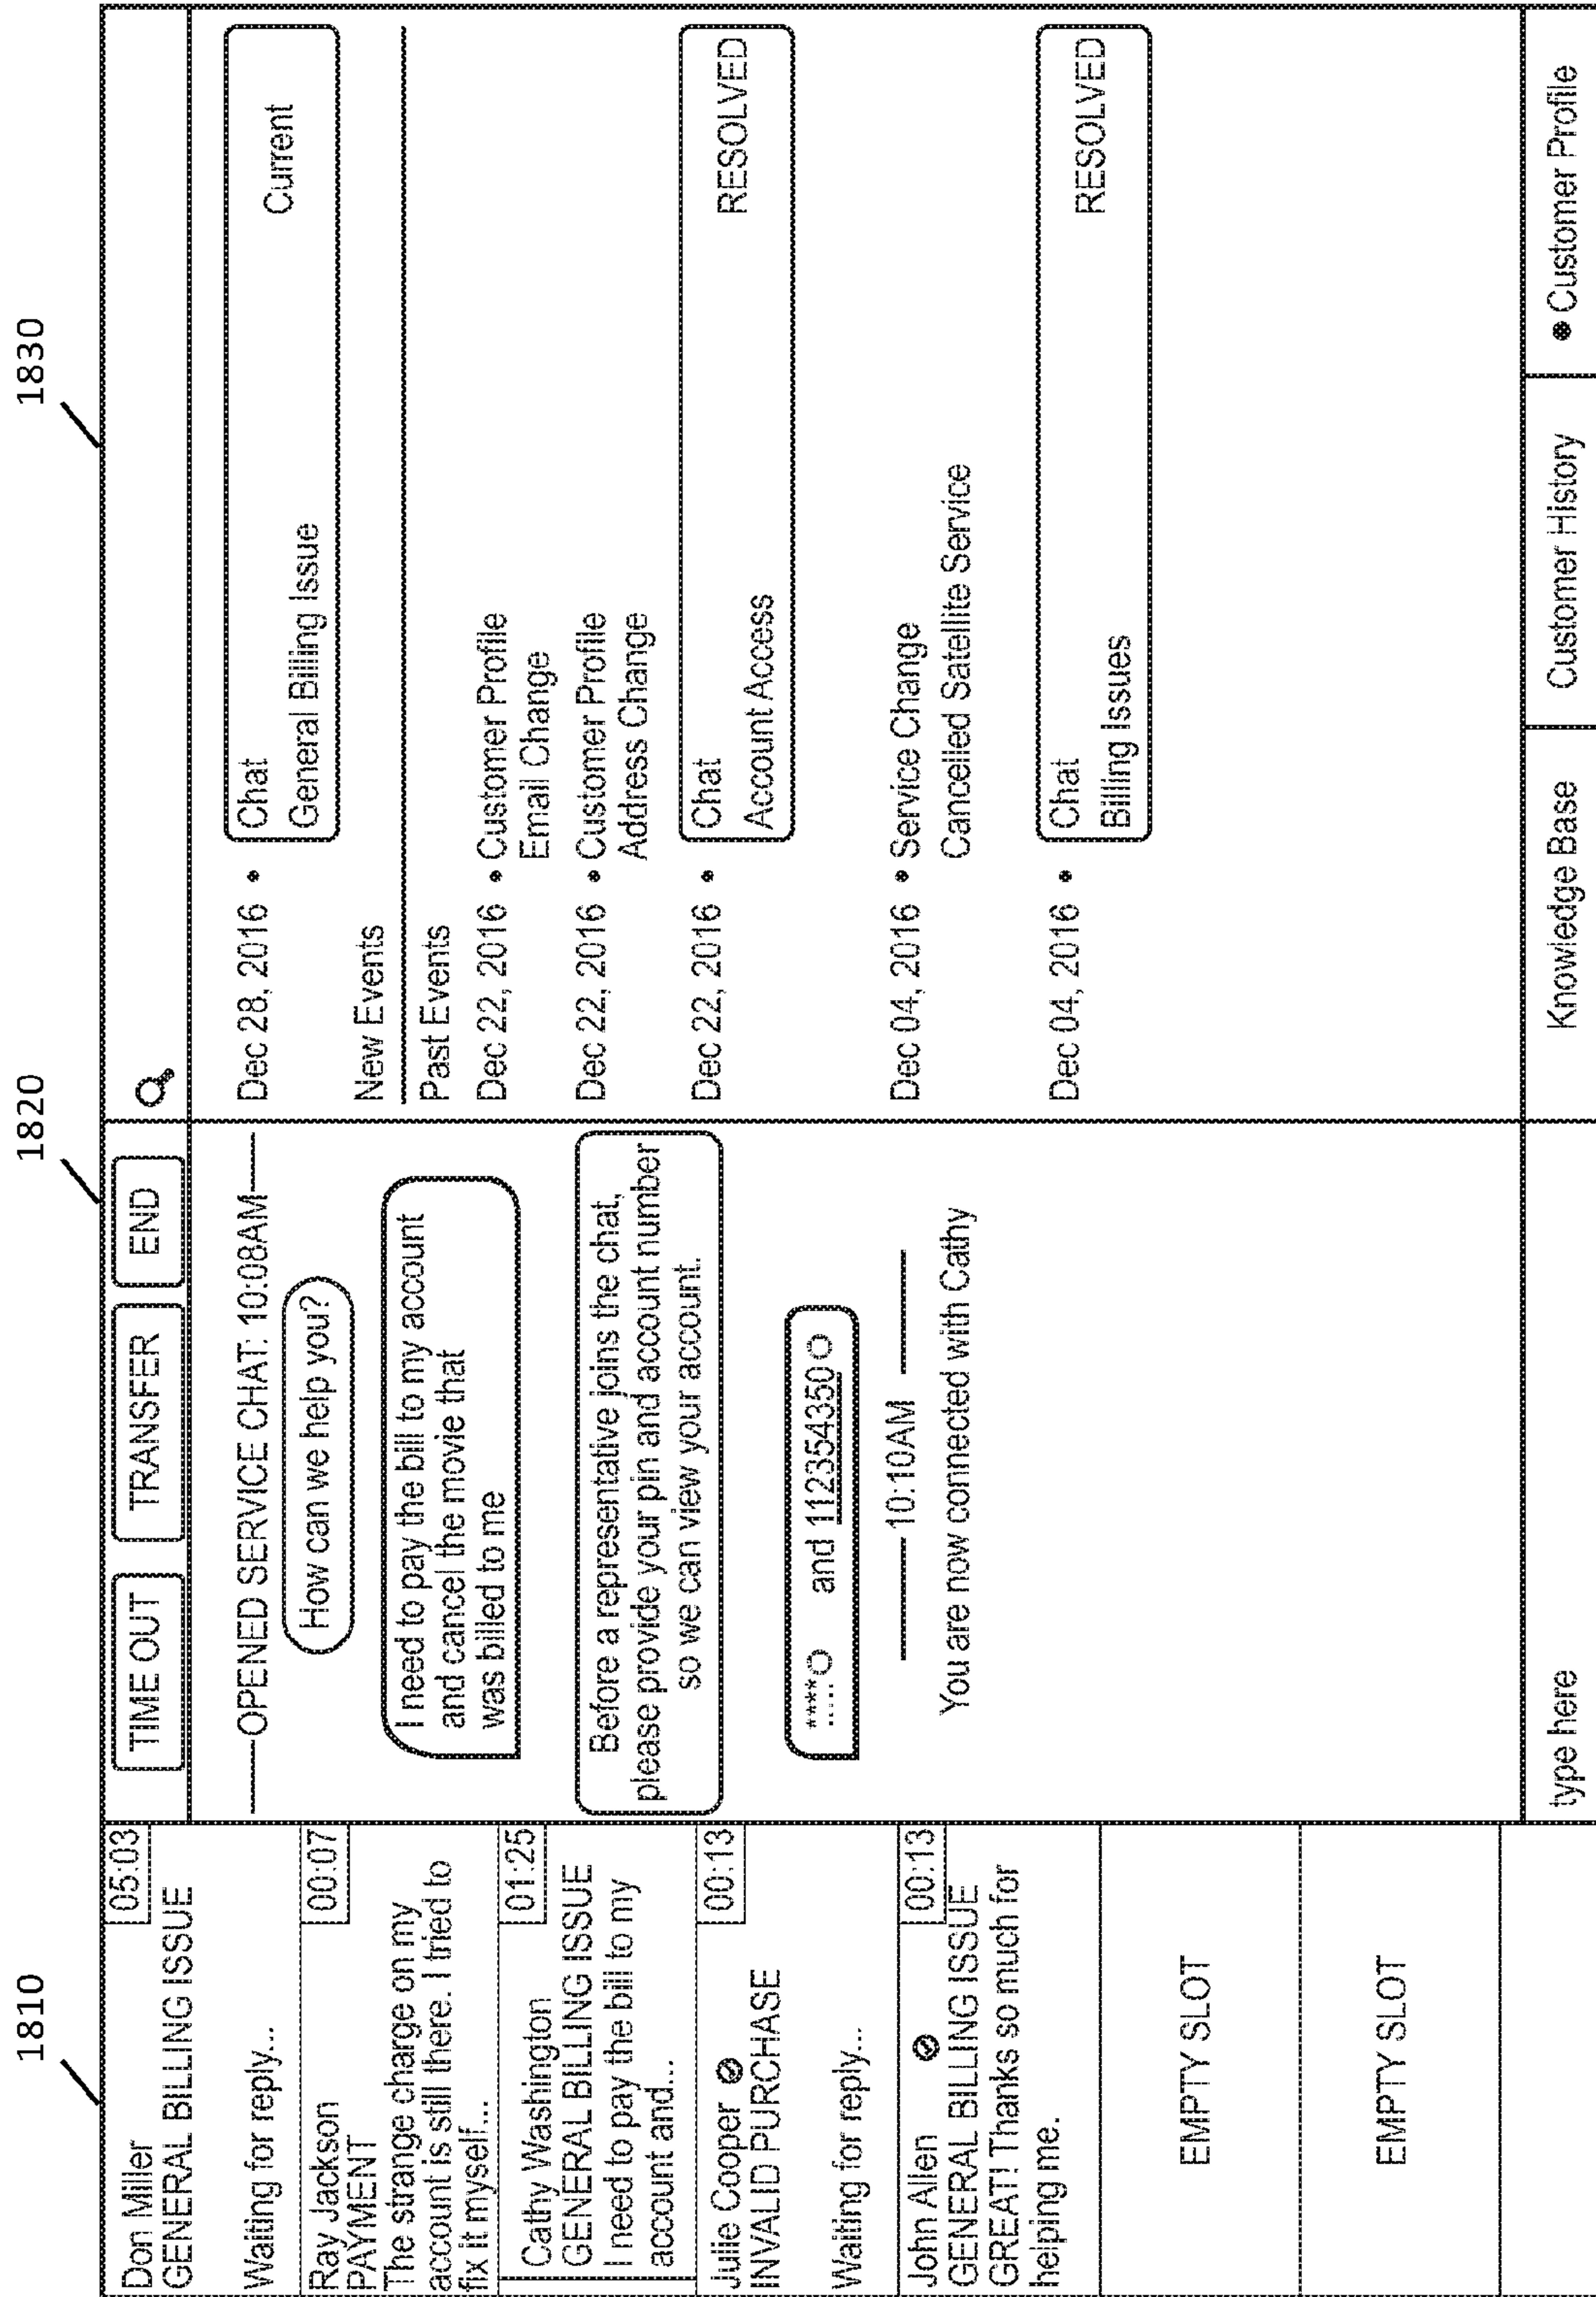 1810
1820
1830
Don Miller
05:03
GENERAL BILLING ISSUE
Waiting for reply...
Ray Jackson
00:07
PAYMENT
The strange charge on my
account is still there. I tried to
fix it myself...
Cathy Washington
01:25
GENERAL BILLING ISSUE
I need to pay the bill to my
account and...
Julie Cooper
00:13
INVALID PURCHASE
Waiting for reply...
John Allen
00:13
GENERAL BILLING ISSUE
GREAT! Thanks so much for
helping me.
EMPTY SLOT
EMPTY SLOT
TIME OUT
TRANSFER
END
OPENED SERVICE CHAT: 10:08AM
How can we help you?
I need to pay the bill to my account
and cancel the movie that
was billed to me
Before a representative joins the chat,
please provide your pin and account number
so we can view your account.
**** and 112354350
10:10AM
You are now connected with Cathy
type here
Dec 28, 2016 • Chat
General Billing Issue
Current
New Events
Past Events
Dec 22, 2016 • Customer Profile
Email Change
Dec 22, 2016 • Customer Profile
Address Change
Dec 22, 2016 • Chat
Account Access
RESOLVED
Dec 04, 2016 • Service Change
Cancelled Satellite Service
Dec 04, 2016 • Chat
Billing Issues
RESOLVED
Knowledge Base
Customer History
• Customer Profile